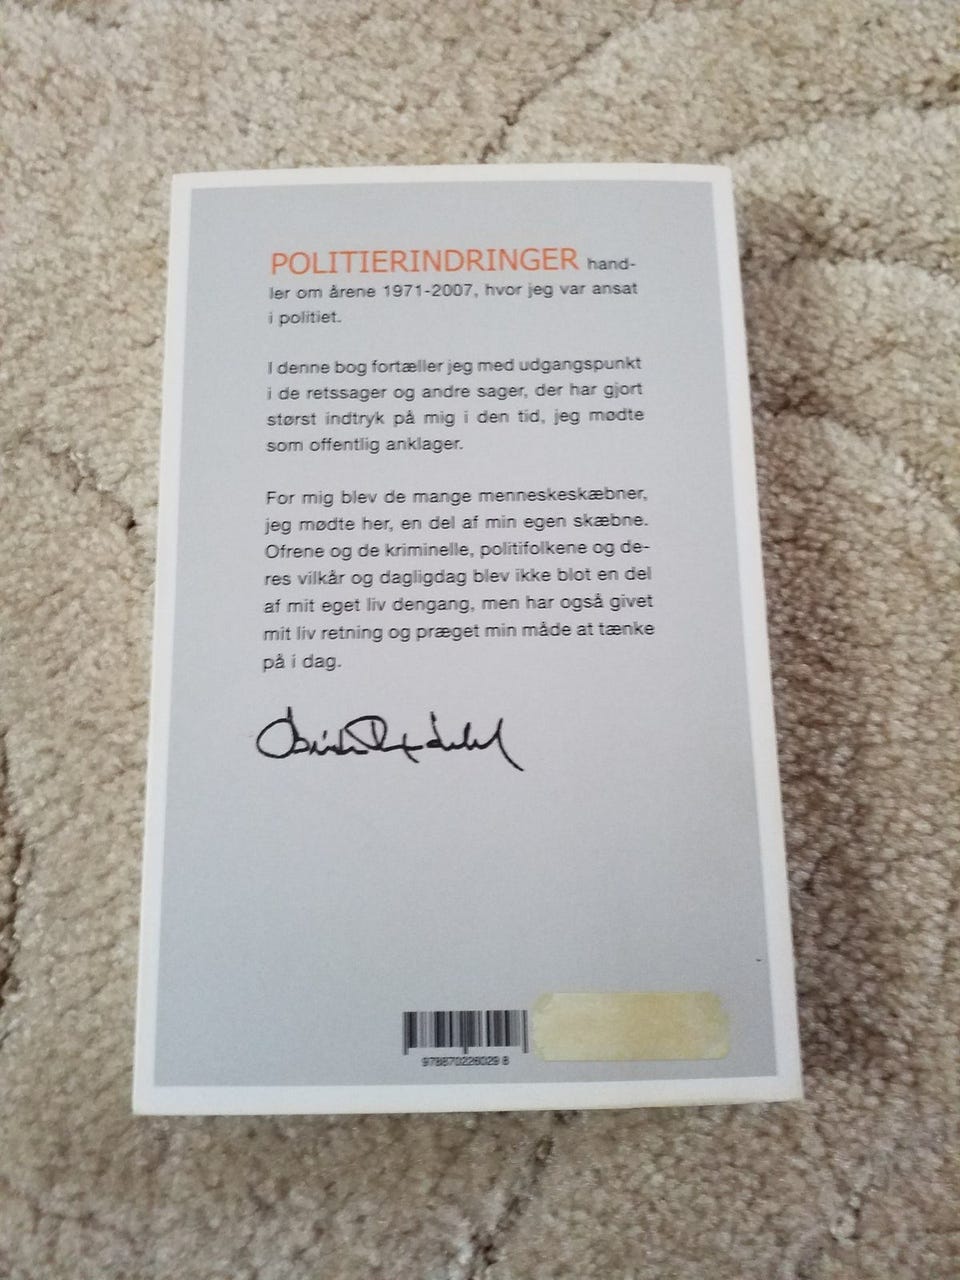 POLITIERINDRINGER hand-
ler om årene 1971-2007, hvor jeg var ansat
i politiet.
I denne bog fortæller jeg med udgangspunkt
i de retssager og andre sager, der har gjort
størst indtryk på mig i den tid, jeg mødte
som offentlig anklager.
For mig blev de mange menneskeskæbner,
jeg mødte her, en del af min egen skæbne.
Ofrene og de kriminelle, politifolkene og de-
res vilkår og dagligdag blev ikke blot en del
af mit eget liv dengang, men har også givet
mit liv retning og præget min måde at tænke
på i dag.